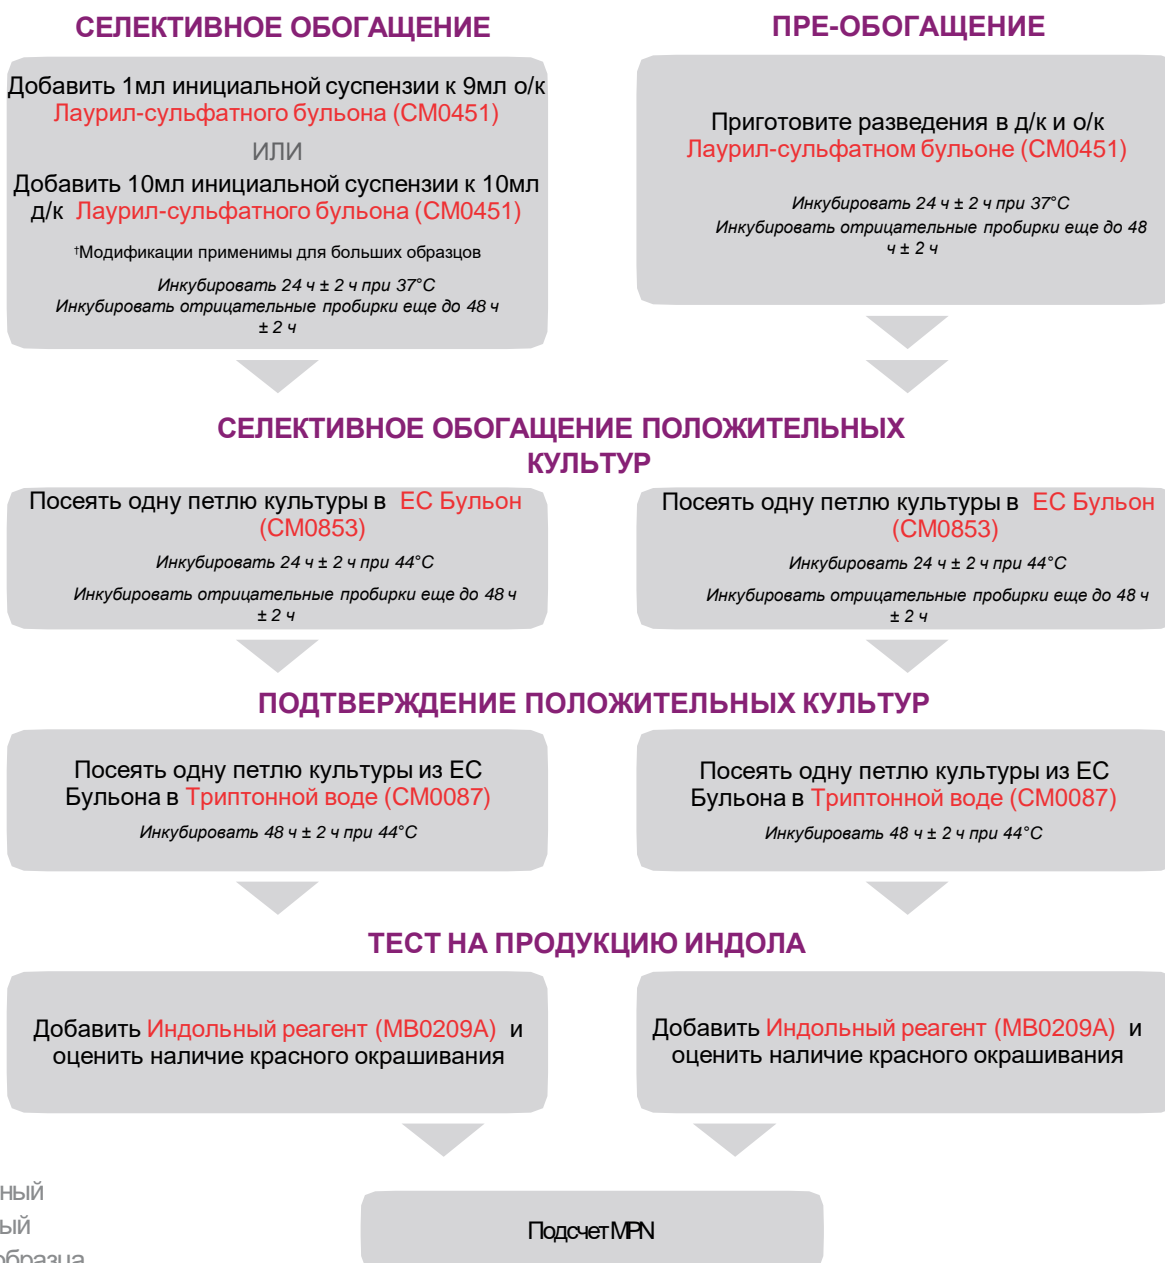 СЕЛЕКТИВНОЕ ОБОГАЩЕНИЕ
Добавить 1мл инициальной суспензии к 9мл о/к
Лаурил-сульфатного бульона (CM0451)
ИЛИ
Добавить 10мл инициальной суспензии к 10мл
д/к Лаурил-сульфатного бульона (CM0451)
†Модификации применимы для больших образцов
Инкубировать 24 ч ± 2 ч при 37°C
Инкубировать отрицательные пробирки еще до 48 ч
± 2 ч
ПРЕ-ОБОГАЩЕНИЕ
Приготовите разведения в д/к и о/к
Лаурил-сульфатном бульоне (CM0451)
Инкубировать 24 ч ± 2 ч при 37°C
Инкубировать отрицательные пробирки еще до 48
ч ± 2 ч
СЕЛЕКТИВНОЕ ОБОГАЩЕНИЕ ПОЛОЖИТЕЛЬНЫХ
КУЛЬТУР
Посеять одну петлю культуры в ЕС Бульон
(CM0853)
Инкубировать 24 ч ± 2 ч при 44°C
Инкубировать отрицательные пробирки еще до 48 ч
± 2 ч
Посеять одну петлю культуры в ЕС Бульон
(CM0853)
Инкубировать 24 ч ± 2 ч при 44°C
Инкубировать отрицательные пробирки еще до 48 ч
± 2 ч
ПОДТВЕРЖДЕНИЕ ПОЛОЖИТЕЛЬНЫХ КУЛЬТУР
Посеять одну петлю культуры из ЕС
Бульона в Триптонной воде (CM0087)
Инкубировать 48 ч ± 2 ч при 44°C
Посеять одну петлю культуры из ЕС
Бульона в Триптонной воде (CM0087)
Инкубировать 48 ч ± 2 ч при 44°C
ТЕСТ НА ПРОДУКЦИЮ ИНДОЛА
Добавить Индольный реагент (MB0209A) и
оценить наличие красного окрашивания
Добавить Индольный реагент (MB0209A) и
оценить наличие красного окрашивания
ный
ый
образца
Подсчет MPN